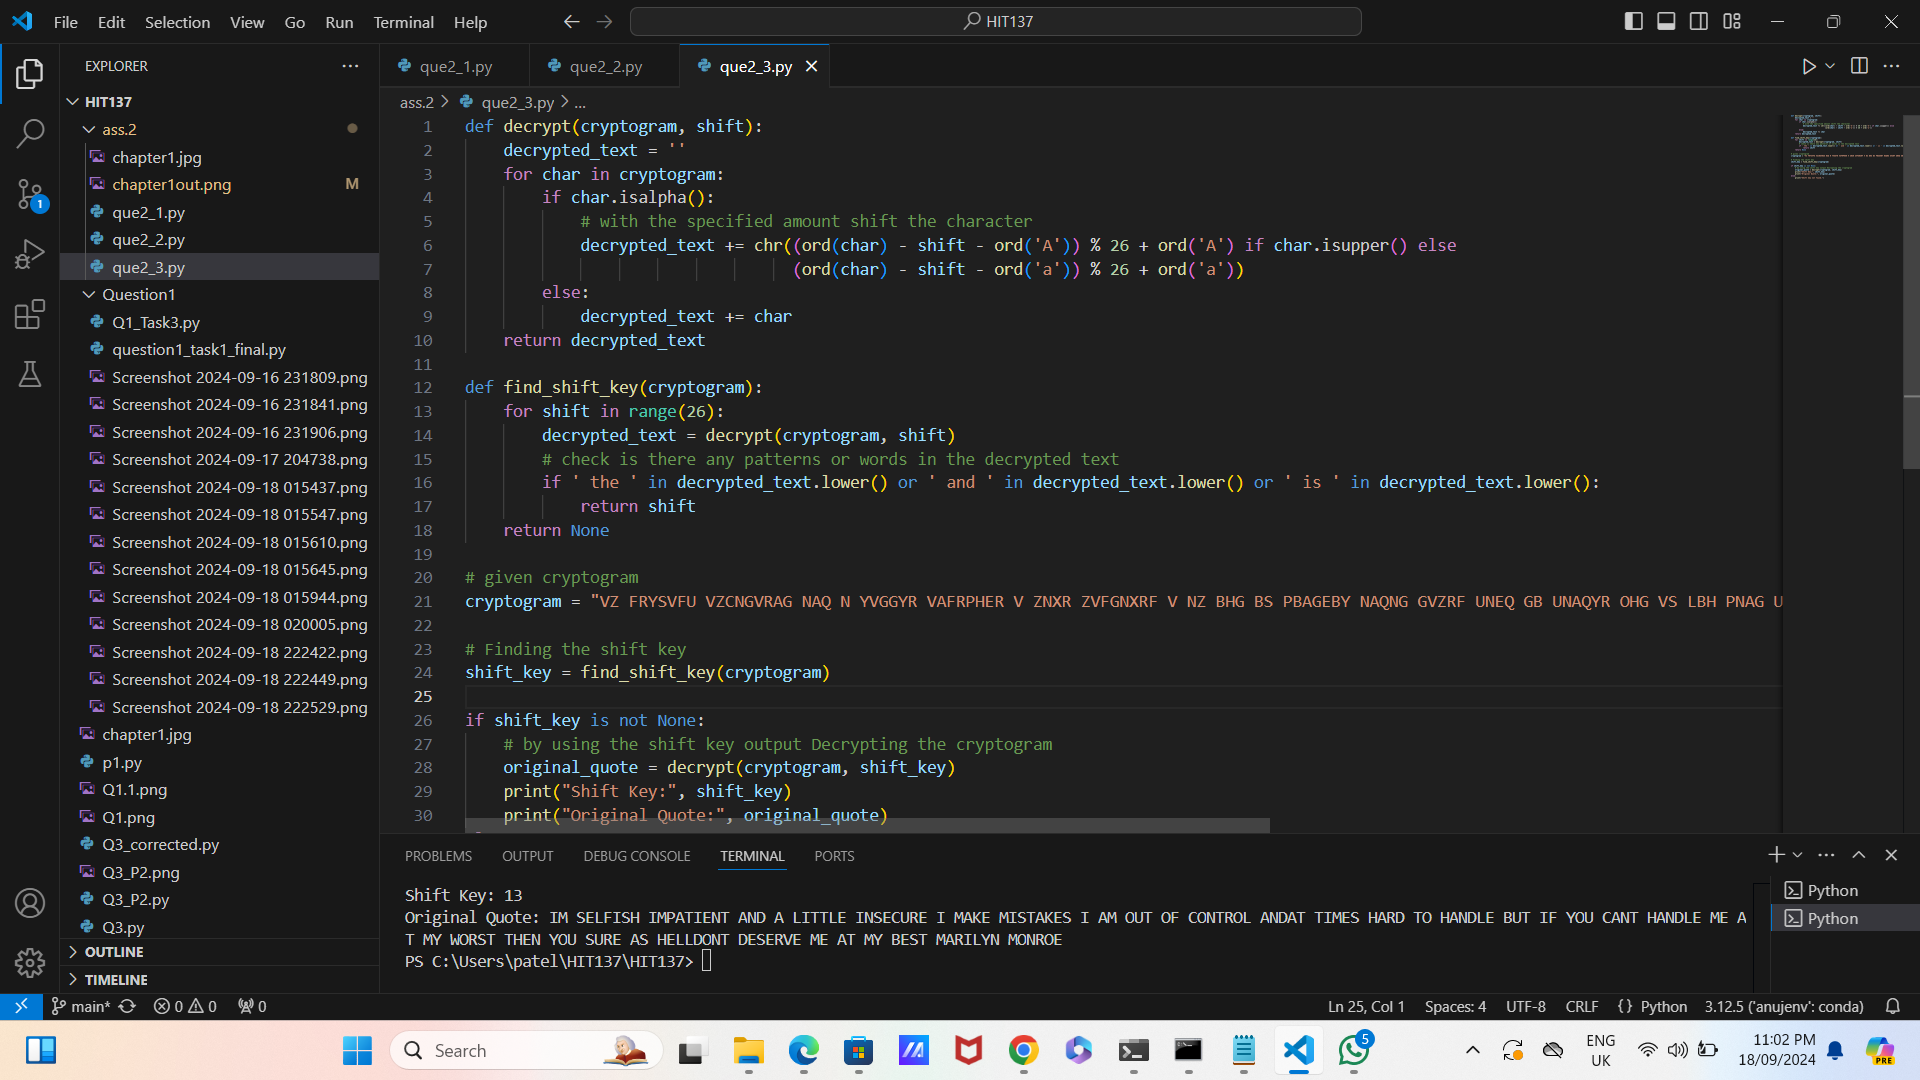 File Edit Selection View Go Run Terminal Help
HIT137
EXPLORER
HIT137
ass.2
chapter1.jpg
chapter1out.png M
que2_1.py
que2_2.py
que2_3.py
Question1
Q1_Task3.py
question1_task1_final.py
Screenshot 2024-09-16 231809.png
Screenshot 2024-09-16 231841.png
Screenshot 2024-09-16 231906.png
Screenshot 2024-09-17 204738.png
Screenshot 2024-09-18 015437.png
Screenshot 2024-09-18 015547.png
Screenshot 2024-09-18 015610.png
Screenshot 2024-09-18 015645.png
Screenshot 2024-09-18 015944.png
Screenshot 2024-09-18 020005.png
Screenshot 2024-09-18 222422.png
Screenshot 2024-09-18 222449.png
Screenshot 2024-09-18 222529.png
chapter1.jpg
p1.py
Q1.1.png
Q1.png
Q3_corrected.py
Q3_P2.png
Q3_P2.py
Q3.py
OUTLINE
TIMELINE
1
que2_1.py que2_2.py que2_3.py
ass.2 > que2_3.py > ...
1 def decrypt(cryptogram, shift):
2 decrypted_text = ''
3 for char in cryptogram:
4 if char.isalpha():
5 # with the specified amount shift the character
6 decrypted_text += chr((ord(char) - shift - ord('A')) % 26 + ord('A') if char.isupper() else
7 (ord(char) - shift - ord('a')) % 26 + ord('a'))
8 else:
9 decrypted_text += char
10 return decrypted_text
11
12 def find_shift_key(cryptogram):
13 for shift in range(26):
14 decrypted_text = decrypt(cryptogram, shift)
15 # check is there any patterns or words in the decrypted text
16 if ' the ' in decrypted_text.lower() or ' and ' in decrypted_text.lower() or ' is ' in decrypted_text.lower():
17 return shift
18 return None
19
20 # given cryptogram
21 cryptogram = "VZ FRYSVFU VZCNGVRAG NAQ N YVGGYR VAFRPHER V ZNXR ZVFGNXRF V NZ BHG BS PBAGEBY NAQNG GVZRF UNEQ GB UNAQYR OHG VS LBH PNAG U
22
23 # Finding the shift key
24 shift_key = find_shift_key(cryptogram)
25
26 if shift_key is not None:
27 # by using the shift key output Decrypting the cryptogram
28 original_quote = decrypt(cryptogram, shift_key)
29 print("Shift Key:", shift_key)
30 print("Original Quote:", original_quote)
PROBLEMS OUTPUT DEBUG CONSOLE TERMINAL PORTS
Shift Key: 13
Original Quote: IM SELFISH IMPATIENT AND A LITTLE INSECURE I MAKE MISTAKES I AM OUT OF CONTROL ANDAT TIMES HARD TO HANDLE BUT IF YOU CANT HANDLE ME A
T MY WORST THEN YOU SURE AS HELLDONT DESERVE ME AT MY BEST MARILYN MONROE
PS C:\Users\patel\HIT137\HIT137>
Python
Python
main* 0 0 0 Ln 25, Col 1 Spaces: 4 UTF-8 CRLF {} Python 3.12.5 ('anujenv': conda)
Search
5
ENG
UK
11:02 PM
18/09/2024
PRE